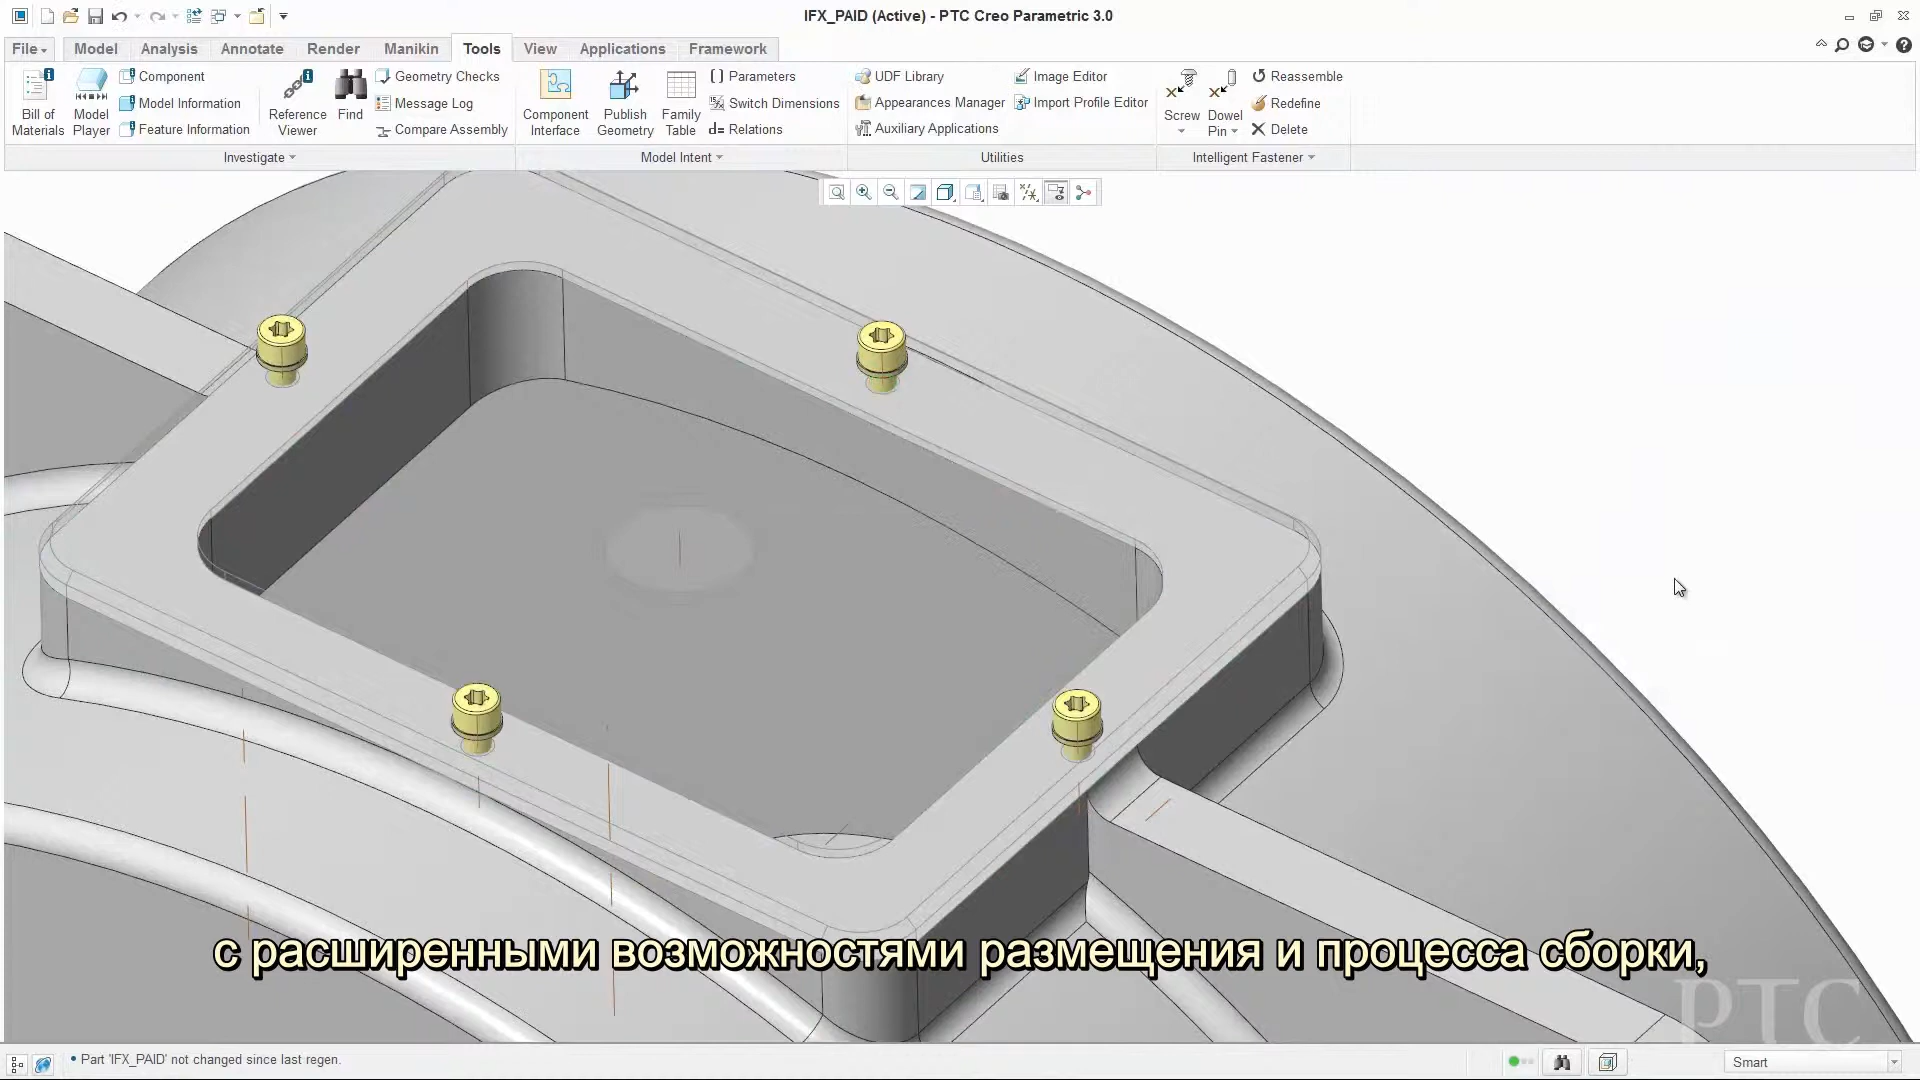 IFX_PAID (Active) - PTC Creo Parametric 3.0
File Model Analysis Annotate Render Manikin Tools View Applications Framework
Bill of Materials
Model Player
Component
Model Information
Feature Information
Reference Viewer
Find
Geometry Checks
Message Log
Compare Assembly
Investigate
Component Interface
Publish Geometry
Family Table
Parameters
Switch Dimensions
d= Relations
Model Intent
UDF Library
Appearances Manager
Auxiliary Applications
Image Editor
Import Profile Editor
Utilities
Screw
Dowel Pin
Reassemble
Redefine
Delete
Intelligent Fastener
с расширенными возможностями размещения и процесса сборки,
PTC
• Part 'IFX_PAID' not changed since last regen.
Smart